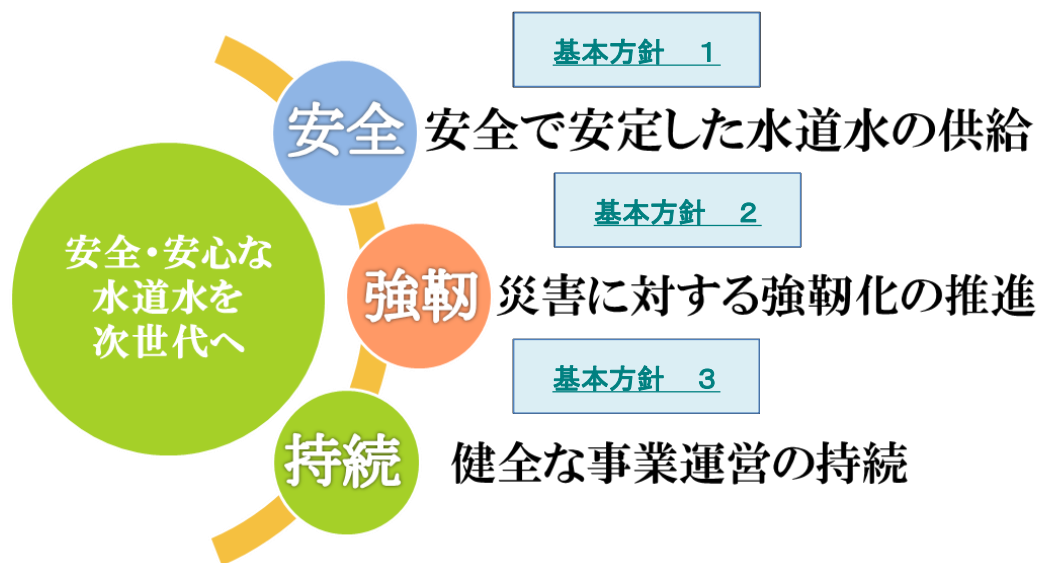 安全・安心な
水道水を
次世代へ
基本方針　１
安全
安全で安定した水道水の供給
基本方針　２
強靭
災害に対する強靭化の推進
基本方針　３
持続
健全な事業運営の持続